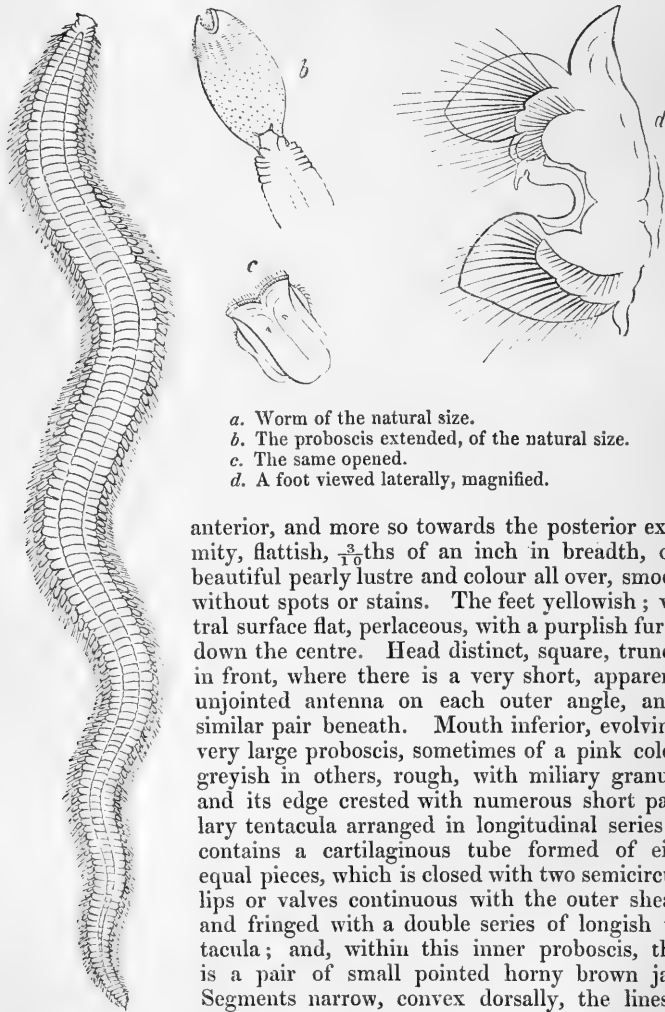 b
d
c
a. Worm of the natural size.
b. The proboscis extended, of the natural size.
c. The same opened.
d. A foot viewed laterally, magnified.
anterior, and more so towards the posterior ex
mity, flattish, 3/10ths of an inch in breadth,
beautiful pearly lustre and colour all over, smoo
without spots or stains. The feet yellowish;
tral surface flat, perlaceous, with a purplish fur
down the centre. Head distinct, square, trun
in front, where there is a very short, appare
unjointed antenna on each outer angle, an
similar pair beneath. Mouth inferior, evolvin
very large proboscis, sometimes of a pink col
greyish in others, rough, with miliary granu
and its edge crested with numerous short pa
lary tentacula arranged in longitudinal series
contains a cartilaginous tube formed of ei
equal pieces, which is closed with two semicircu
lips or valves continuous with the outer shea
and fringed with a double series of longish
tacula; and, within this inner proboscis, th
is a pair of small pointed horny brown ja
Segments narrow, convex dorsally, the lines